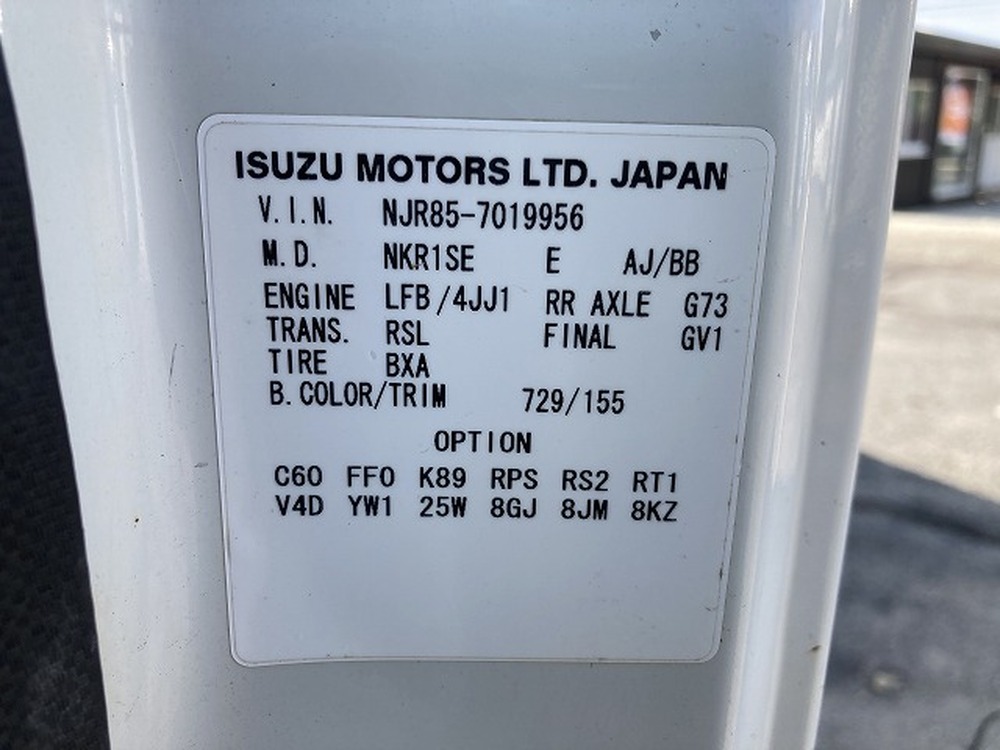 ISUZU MOTORS LTD. JAPAN
V.I.N. NJR85-7019956
M.D. NKR1SE E AJ/BB
ENGINE LFB/4JJ1 RR AXLE G73
TRANS. RSL FINAL GV1
TIRE BXA
B.COLOR/TRIM 729/155
OPTION
C60 FF0 K89 RPS RS2 RT1
V4D YW1 25W 8GJ 8JM 8KZ